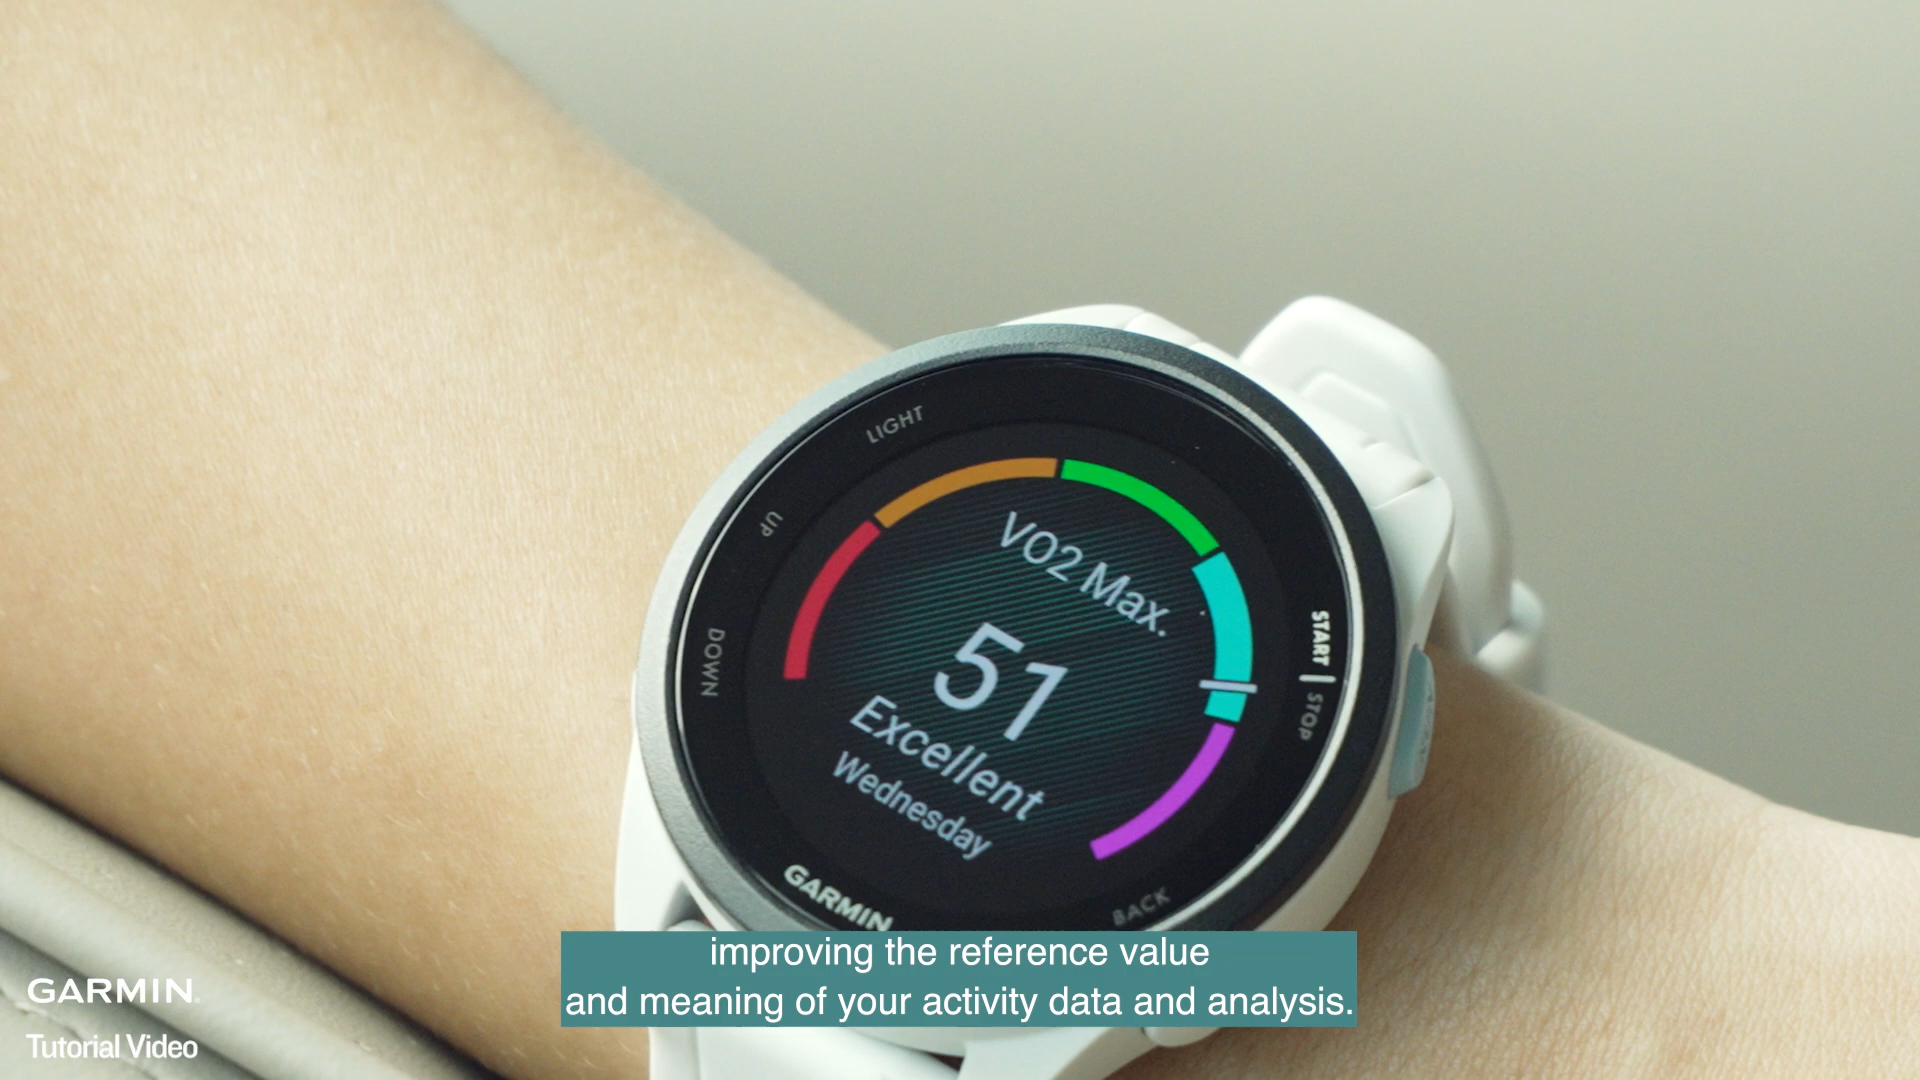 LIGHT
UP
DOWN
START
STOP
BACK
VO2 Max.
51
Excellent
Wednesday
GARMIN
improving the reference value
and meaning of your activity data and analysis.
GARMIN
Tutorial Video